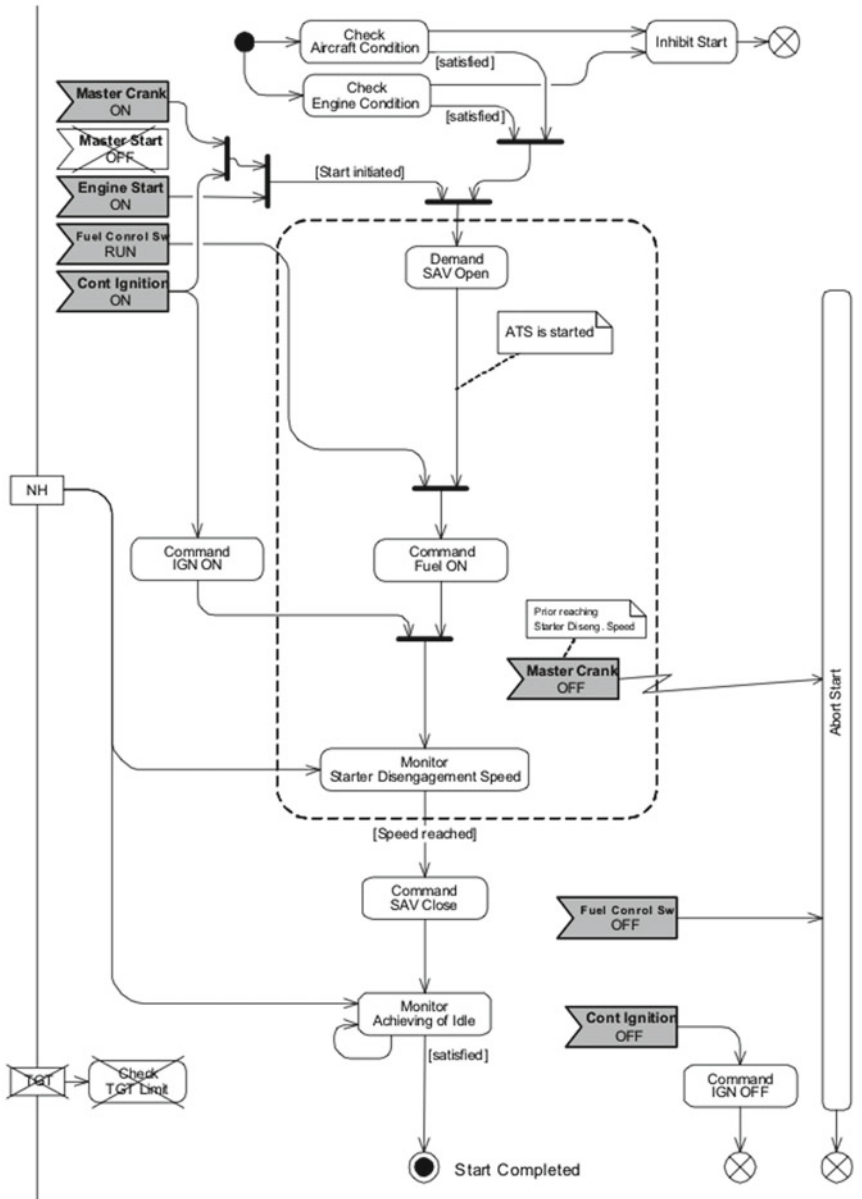 Check
Aircraft Condition
Inhibit Start
[satisfied]
Check
Engine Condition
[satisfied]
Master Crank
ON
Master Start
OFF
[Start initiated]
Engine Start
ON
Fuel Conrol Sw
RUN
Cont Ignition
ON
Demand
SAV Open
ATS is started
NH
Command
IGN ON
Command
Fuel ON
Prior reaching
Starter Diseng. Speed
Master Crank
OFF
Abort Start
Monitor
Starter Disengagement Speed
[Speed reached]
Command
SAV Close
Fuel Conrol Sw
OFF
Monitor
Achieving of Idle
Cont Ignition
OFF
[satisfied]
TGT
Check
TGT Limit
Command
IGN OFF
Start Completed